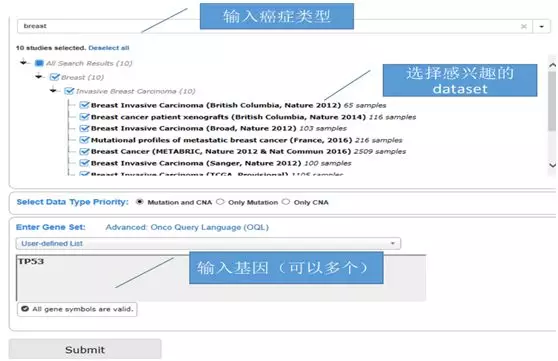 breast
输入癌症类型
10 studies selected. Deselect all
All Search Results (10)
Breast (10)
Invasive Breast Carcinoma (10)
选择感兴趣的
dataset
Breast Invasive Carcinoma (British Columbia, Nature 2012) 65 samples
Breast cancer patient xenografts (British Columbia, Nature 2014) 116 samples
Breast Invasive Carcinoma (Broad, Nature 2012) 103 samples
Mutational profiles of metastatic breast cancer (France, 2016) 216 samples
Breast Cancer (METABRIC, Nature 2012 & Nat Commun 2016) 2509 samples
Breast Invasive Carcinoma (Sanger, Nature 2012) 100 samples
Breast Invasive Carcinoma (TCGA, Provisional) 1105 samples
Select Data Type Priority: Mutation and CNA Only Mutation Only CNA
Enter Gene Set: Advanced: Onco Query Language (OQL)
User-defined List
TP53
输入基因（可以多个）
All gene symbols are valid.
Submit